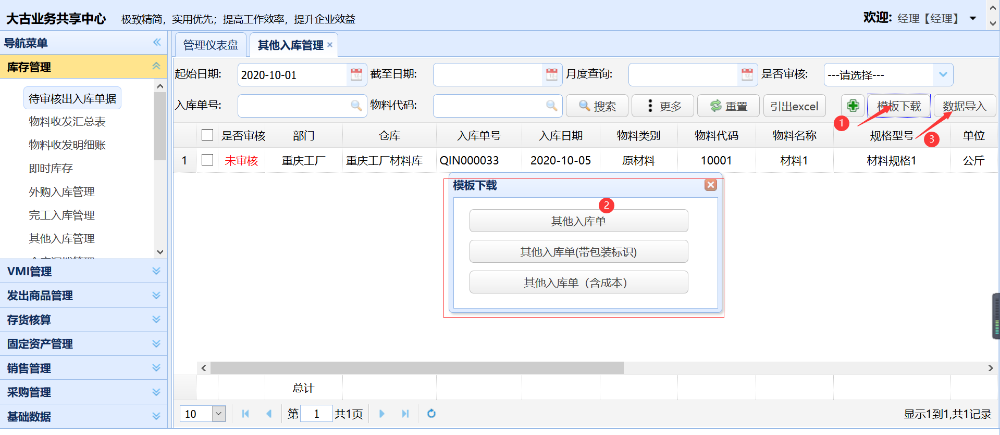 大古业务共享中心 极致精简，实用优先；提高工作效率，提升企业效益 欢迎: 经理【经理】
导航菜单
库存管理
待审核出入库单据
物料收发汇总表
物料收发明细账
即时库存
外购入库管理
完工入库管理
其他入库管理
VMI管理
发出商品管理
存货核算
固定资产管理
销售管理
采购管理
基础数据
管理仪表盘 其他入库管理 ×
起始日期: 2020-10-01 截至日期: 月度查询: 是否审核: ---请选择---
入库单号: 物料代码: 搜索 更多 重置 引出excel 模板下载 数据导入
1 3
是否审核 部门 仓库 入库单号 入库日期 物料类别 物料代码 物料名称 规格型号 单位
1 未审核 重庆工厂 重庆工厂材料库 QIN000033 2020-10-05 原材料 10001 材料1 材料规格1 公斤
模板下载
2
其他入库单
其他入库单(带包装标识)
其他入库单（含成本）
总计
10 第 1 共1页 显示1到1,共1记录